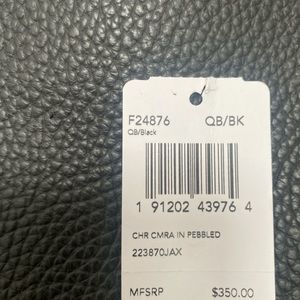 F24876 QB/BK
QB/Black
1 91202 43976 4
CHR CMRA IN PEBBLED
223870JAX
MFSRP $350.00